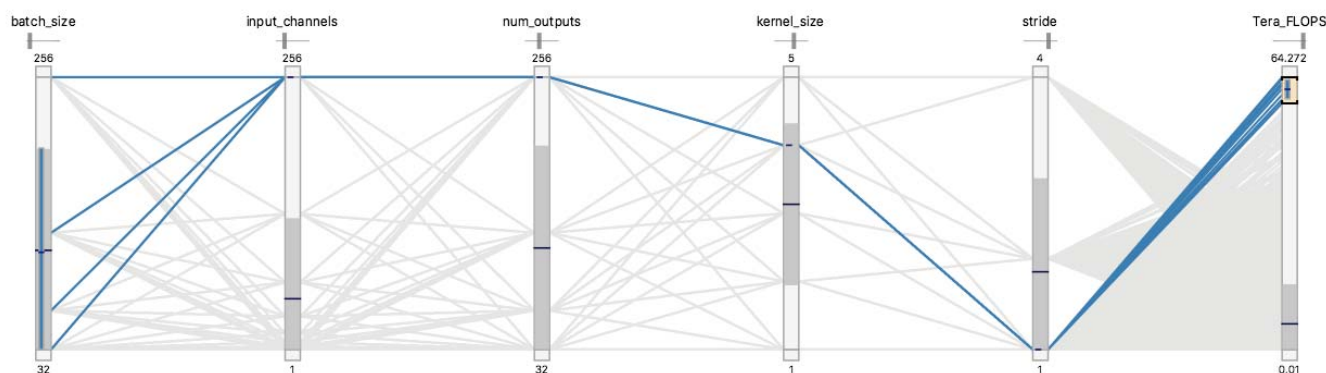 batch_size input_channels num_outputs kernel_size stride Tera_FLOPS
256 256 256 5 4 64.272
32 1 32 1 1 0.01